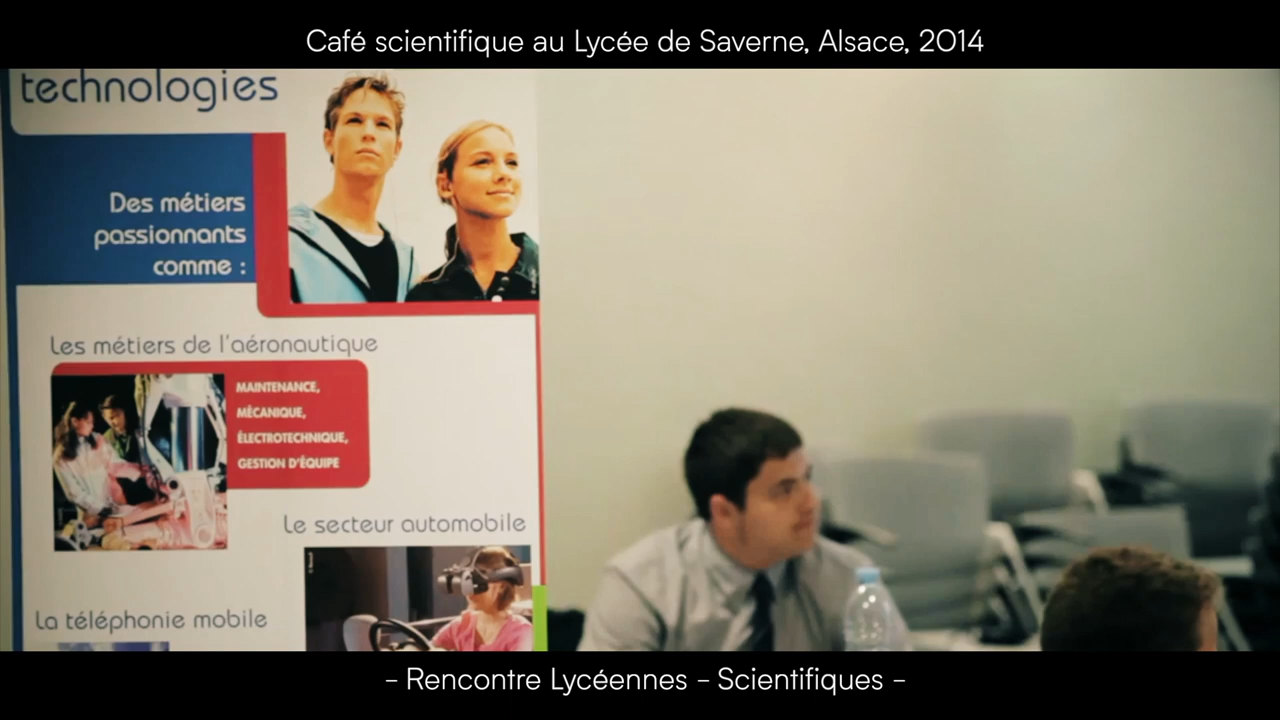 Café scientifique au Lycée de Saverne, Alsace, 2014
technologies
Des métiers
passionnants
comme :
Les métiers de l'aéronautique
MAINTENANCE,
MÉCANIQUE,
ÉLECTROTECHNIQUE,
GESTION D'ÉQUIPE
Le secteur automobile
La téléphonie mobile
- Rencontre Lycéennes - Scientifiques -